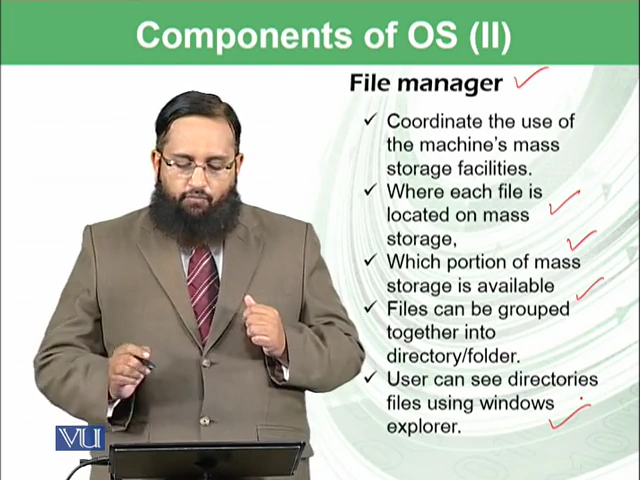 Components of OS (II)
File manager
✓ Coordinate the use of
the machine's mass
storage facilities.
✓ Where each file is
located on mass
storage,
✓ Which portion of mass
storage is available
✓ Files can be grouped
together into
directory/folder.
✓ User can see directories
files using windows
explorer.
VU